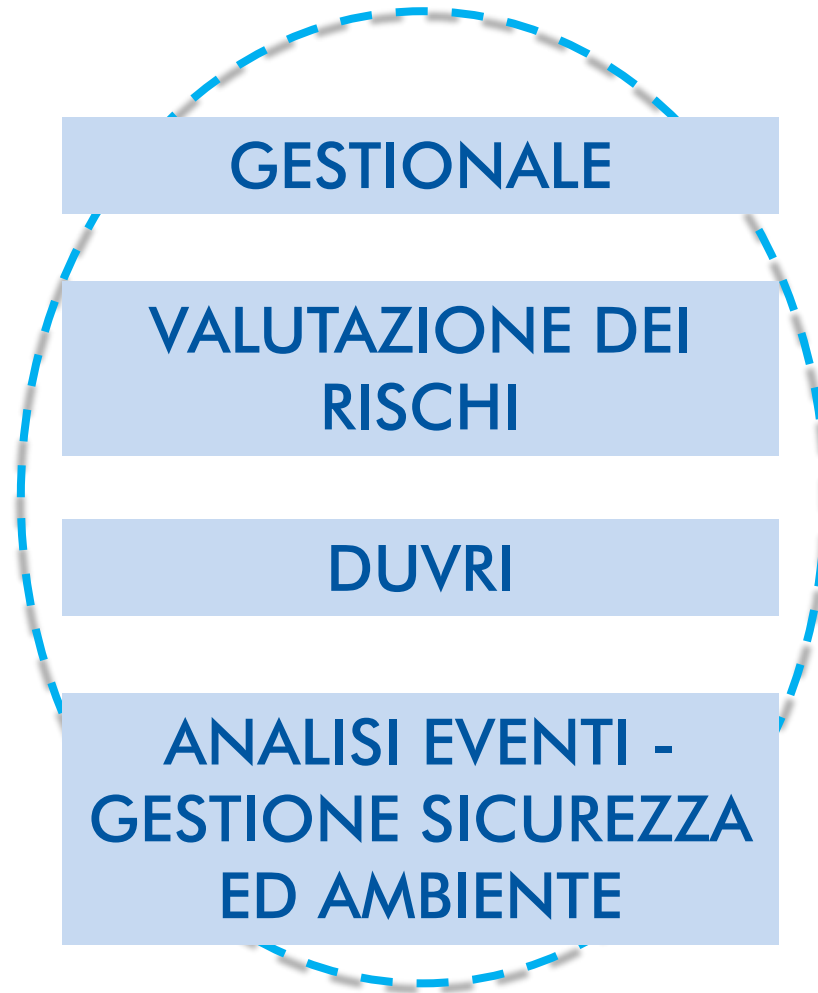 GESTIONALE
VALUTAZIONE DEI
RISCHI
DUVRI
ANALISI EVENTI -
GESTIONE SICUREZZA
ED AMBIENTE